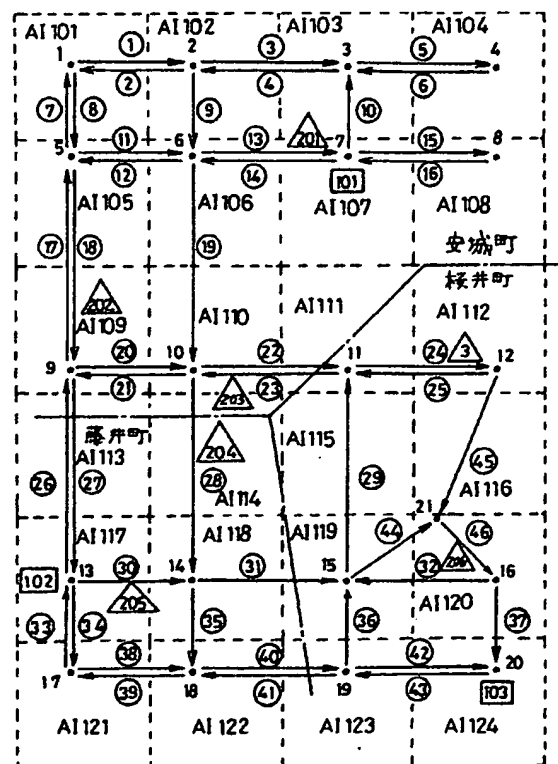 AI101 AI102 AI103 AI104
① ③ ⑤
1 2 3 4
② ④ ⑥
⑦ ⑧ ⑨ ⑩
⑪ ⑬ 201 ⑮
5 6 7 8
⑫ ⑭ 101 ⑯
AI105 AI106 AI107 AI108
⑰ ⑱ ⑲
安城町
桜井町
202 AI111 AI112
AI109 AI110
⑳ ㉒ ㉔ 3
9 10 11 12
㉑ 203 ㉓ ㉕
藤井町 204 AI115
AI113
㉖ ㉗ ㉘ ㉙ ㊺
AI114 AI116
21
AI117 AI118 AI119 ㊹ ㊻
102 13 ㉚ 14 ㉛ 15 ㉜ 16
205 AI120
㉝ ㉞ ㉟ ㊱ ㊲
㊳ ㊵ ㊷
17 18 19 20
㊴ ㊶ ㊸ 103
AI121 AI122 AI123 AI124